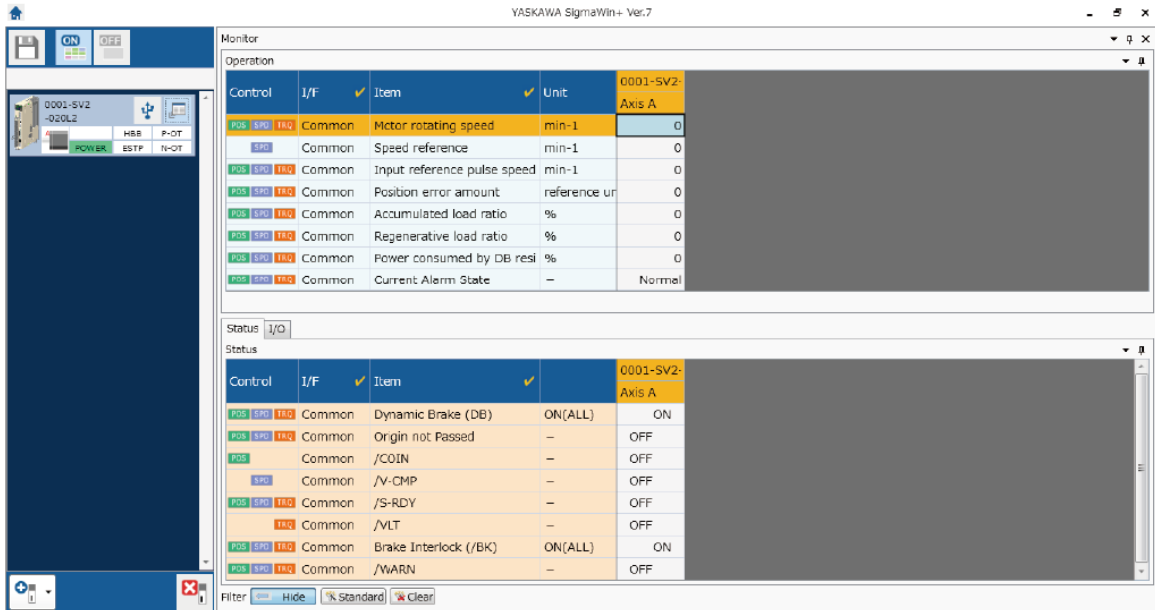 YASKAWA SigmaWin+ Ver.7
ON OFF
Monitor
Operation
Control I/F Item Unit 0001-SV2- Axis A
POS SPD TRQ Common Motor rotating speed min-1 0
SPD Common Speed reference min-1 0
POS SPD TRQ Common Input reference pulse speed min-1 0
POS SPD TRQ Common Position error amount reference ur 0
POS SPD TRQ Common Accumulated load ratio % 0
POS SPD TRQ Common Regenerative load ratio % 0
POS SPD TRQ Common Power consumed by DB resi % 0
POS SPD TRQ Common Current Alarm State – Normal
0001-SV2
-020L2
A HBB P-OT
POWER ESTP N-OT
Status I/O
Status
Control I/F Item 0001-SV2- Axis A
POS SPD TRQ Common Dynamic Brake (DB) ON(ALL) ON
POS SPD TRQ Common Origin not Passed – OFF
POS Common /COIN – OFF
SPD Common /V-CMP – OFF
POS SPD TRQ Common /S-RDY – OFF
TRQ Common /VLT – OFF
POS SPD TRQ Common Brake Interlock (/BK) ON(ALL) ON
POS SPD TRQ Common /WARN – OFF
Filter Hide Standard Clear